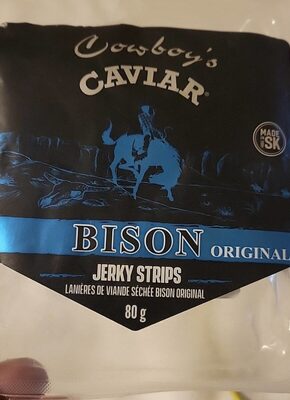 Cowboy's
CAVIAR®
MADE IN SK
BISON ORIGINAL
JERKY STRIPS
LANIÈRES DE VIANDE SÉCHÉE BISON ORIGINAL
80 g